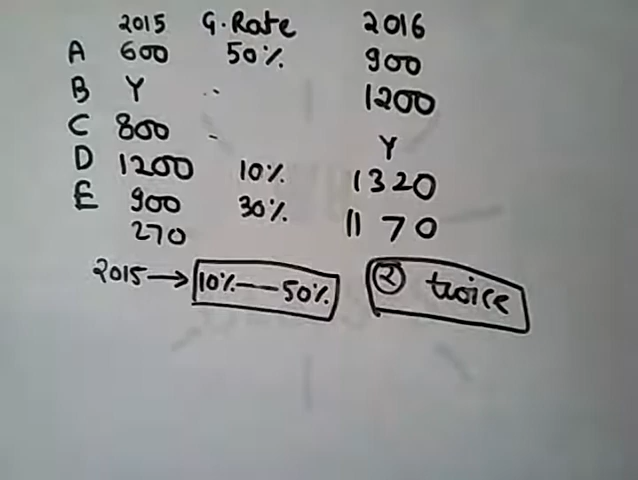 2015 G.Rate 2016
A 600 50% 900
B Y .. 1200
C 800 .. Y
D 1200 10% 1320
E 900 30% 1170
270
2015→ 10%—50% ② twice